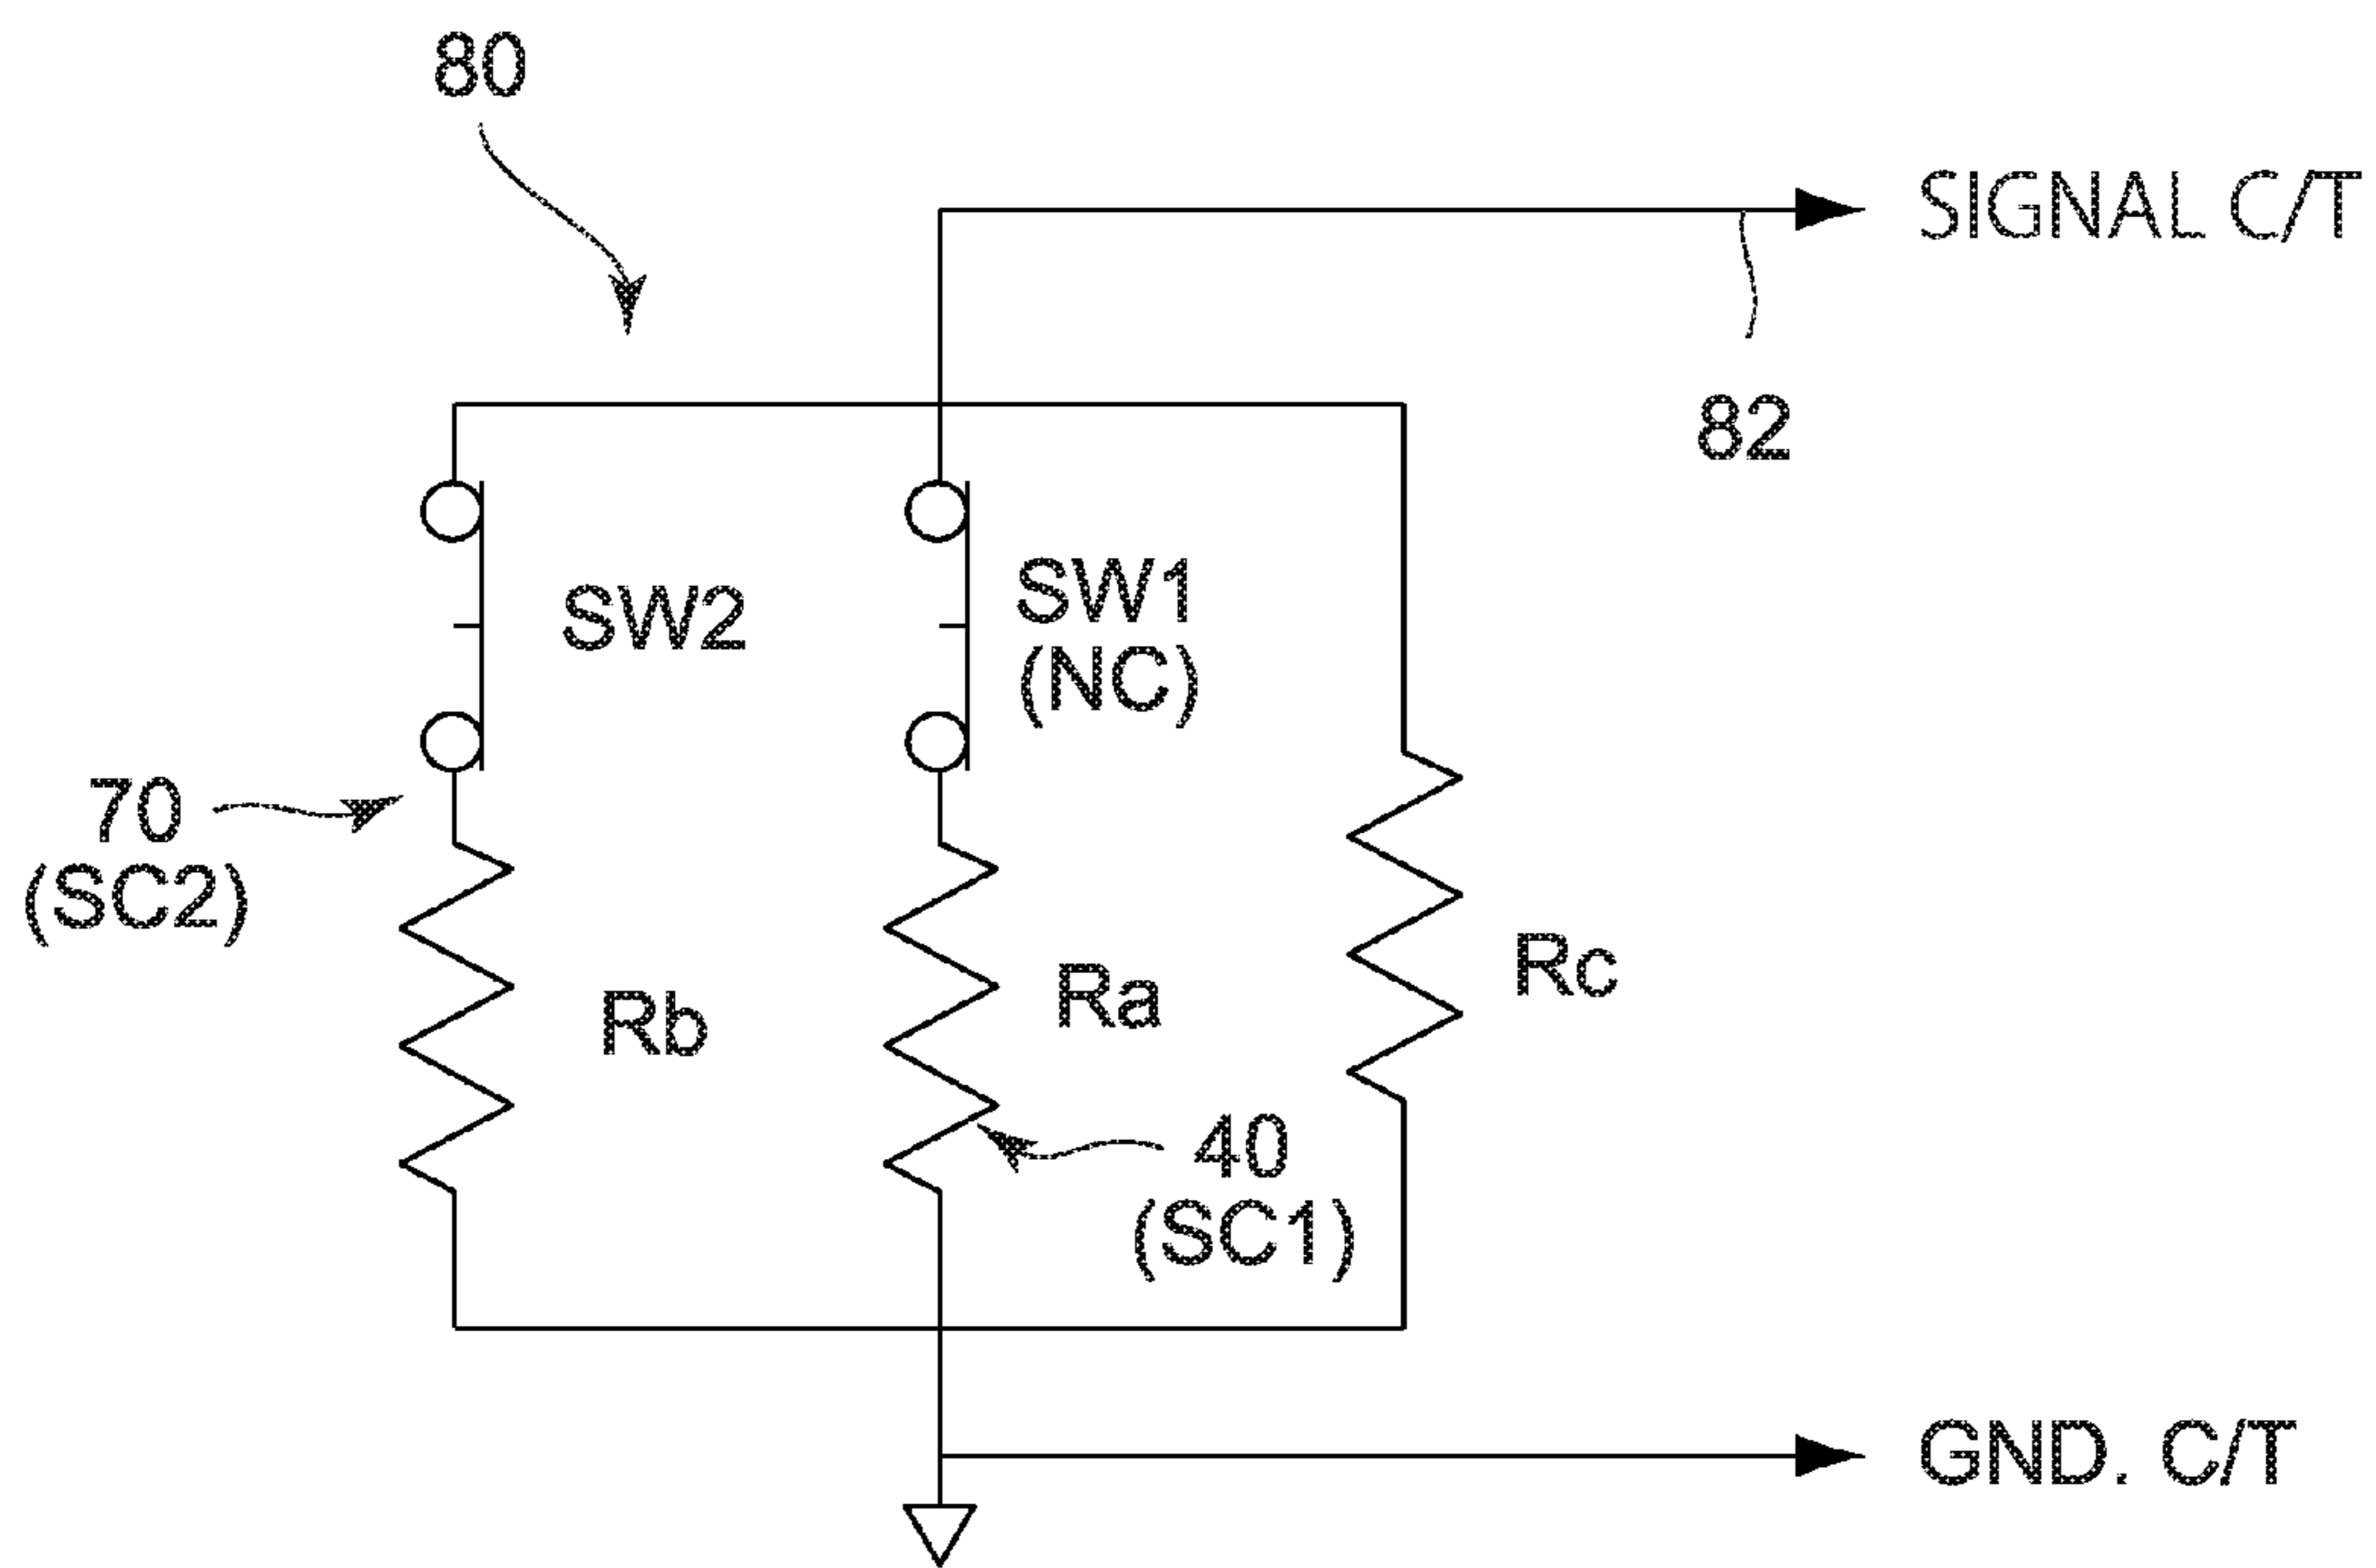 80
SIGNAL C/T
82
SW2
SW1
(NC)
70
(SC2)
Rb
Ra
Rc
40
(SC1)
GND. C/T